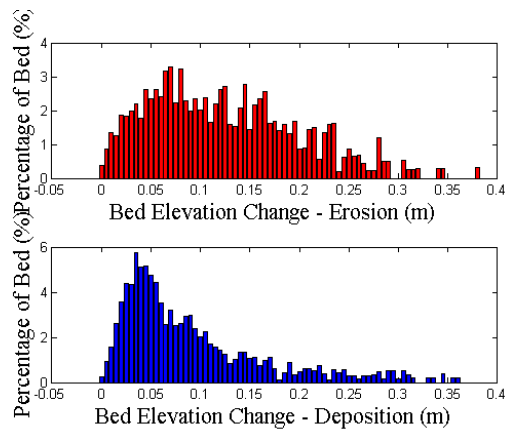 Percentage of Bed (%)
4
3
2
1
0
-0.05 0 0.05 0.1 0.15 0.2 0.25 0.3 0.35 0.4
Bed Elevation Change - Erosion (m)
Percentage of Bed (%)
6
4
2
0
-0.05 0 0.05 0.1 0.15 0.2 0.25 0.3 0.35 0.4
Bed Elevation Change - Deposition (m)